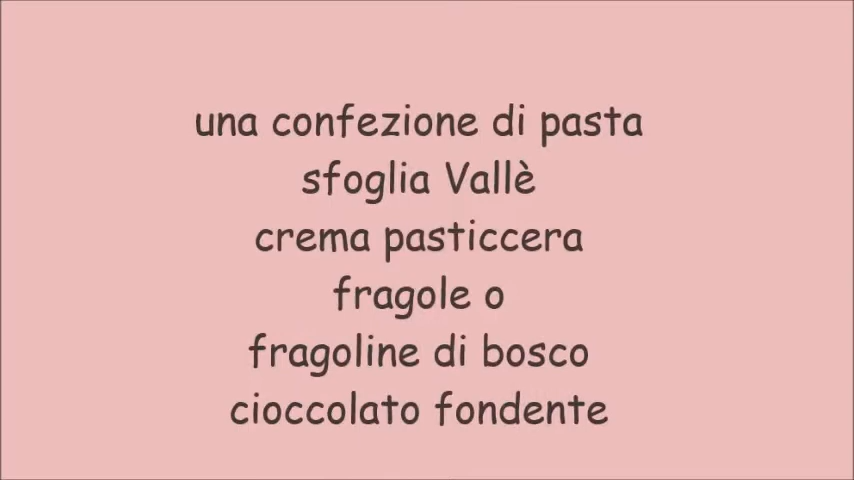 una confezione di pasta
sfoglia Vallè
crema pasticcera
fragole o
fragoline di bosco
cioccolato fondente